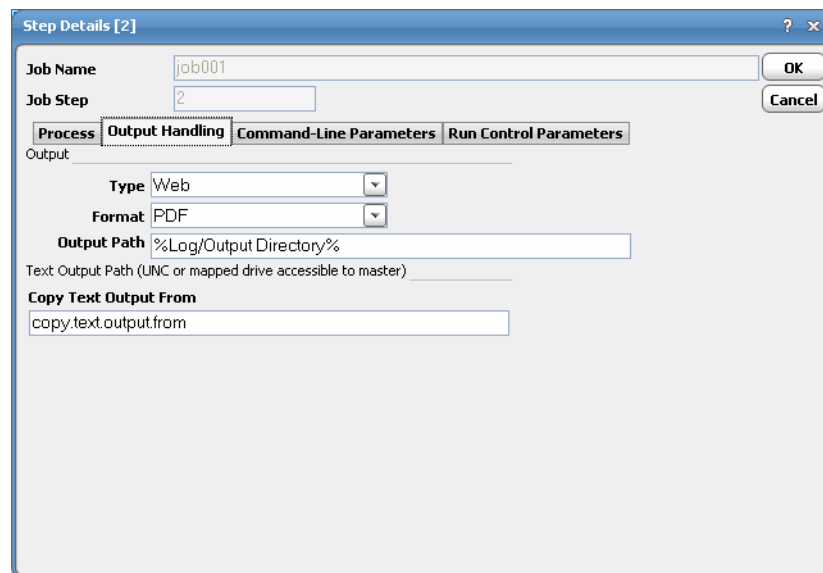 Step Details [2]
? x
Job Name job001 OK
Job Step 2 Cancel
Process Output Handling Command-Line Parameters Run Control Parameters
Output
Type Web
Format PDF
Output Path %Log/Output Directory%
Text Output Path (UNC or mapped drive accessible to master)
Copy Text Output From
copy.text.output.from